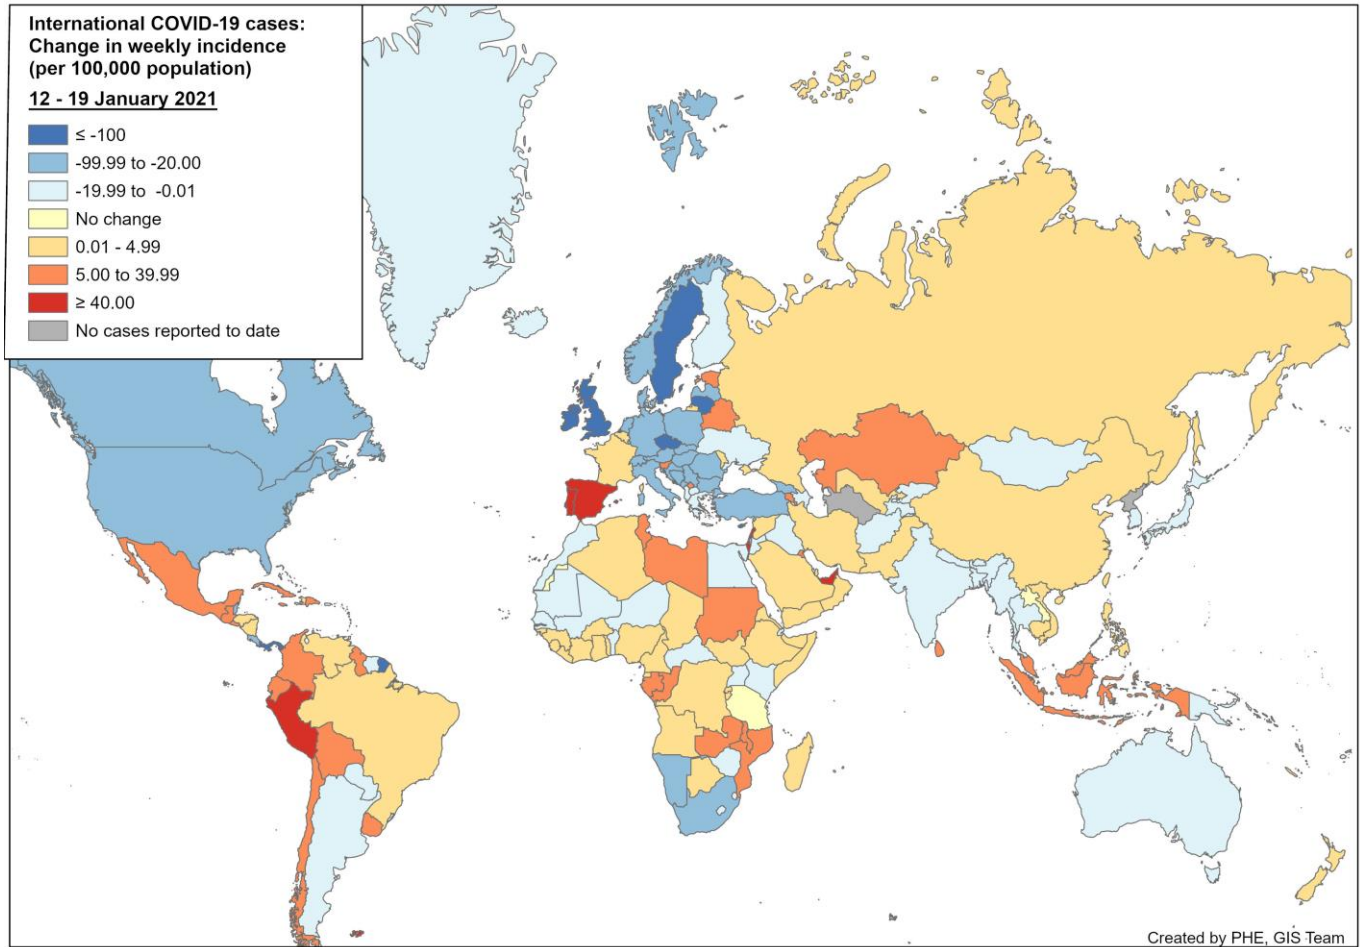 International COVID-19 cases:
Change in weekly incidence
(per 100,000 population)
12 - 19 January 2021
≤ -100
-99.99 to -20.00
-19.99 to -0.01
No change
0.01 - 4.99
5.00 to 39.99
≥ 40.00
No cases reported to date
Created by PHE, GIS Team